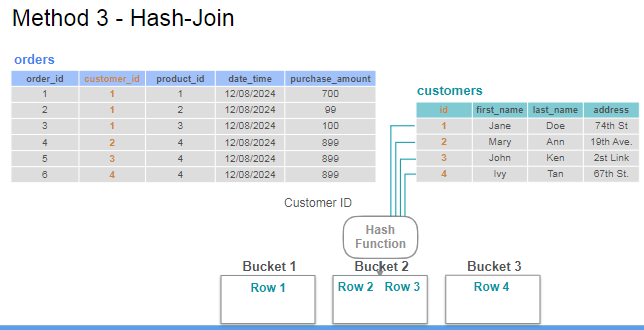 Method 3 - Hash-Join
orders
order_id customer_id product_id date_time purchase_amount
1 1 1 12/08/2024 700
2 1 2 12/08/2024 99
3 1 3 12/08/2024 100
4 2 4 12/08/2024 899
5 3 4 12/08/2024 899
6 4 4 12/08/2024 899
customers
id first_name last_name address
1 Jane Doe 74th St
2 Mary Ann 19th Ave.
3 John Ken 2st Link
4 Ivy Tan 67th St.
Customer ID
Hash
Function
Bucket 1 Bucket 2 Bucket 3
Row 1 Row 2 Row 3 Row 4